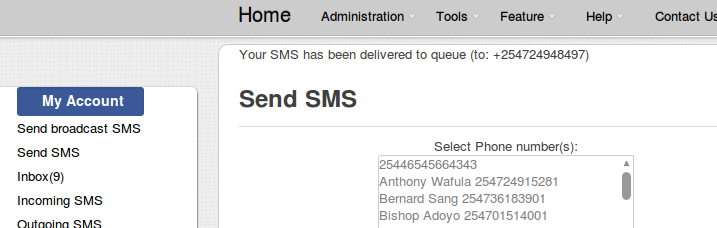 Home Administration Tools Feature Help Contact Us
Your SMS has been delivered to queue (to: +254724948497)
My Account
Send broadcast SMS
Send SMS
Inbox(9)
Incoming SMS
Outgoing SMS
Send SMS
Select Phone number(s):
25446545664343
Anthony Wafula 254724915281
Bernard Sang 254736183901
Bishop Adoyo 254701514001